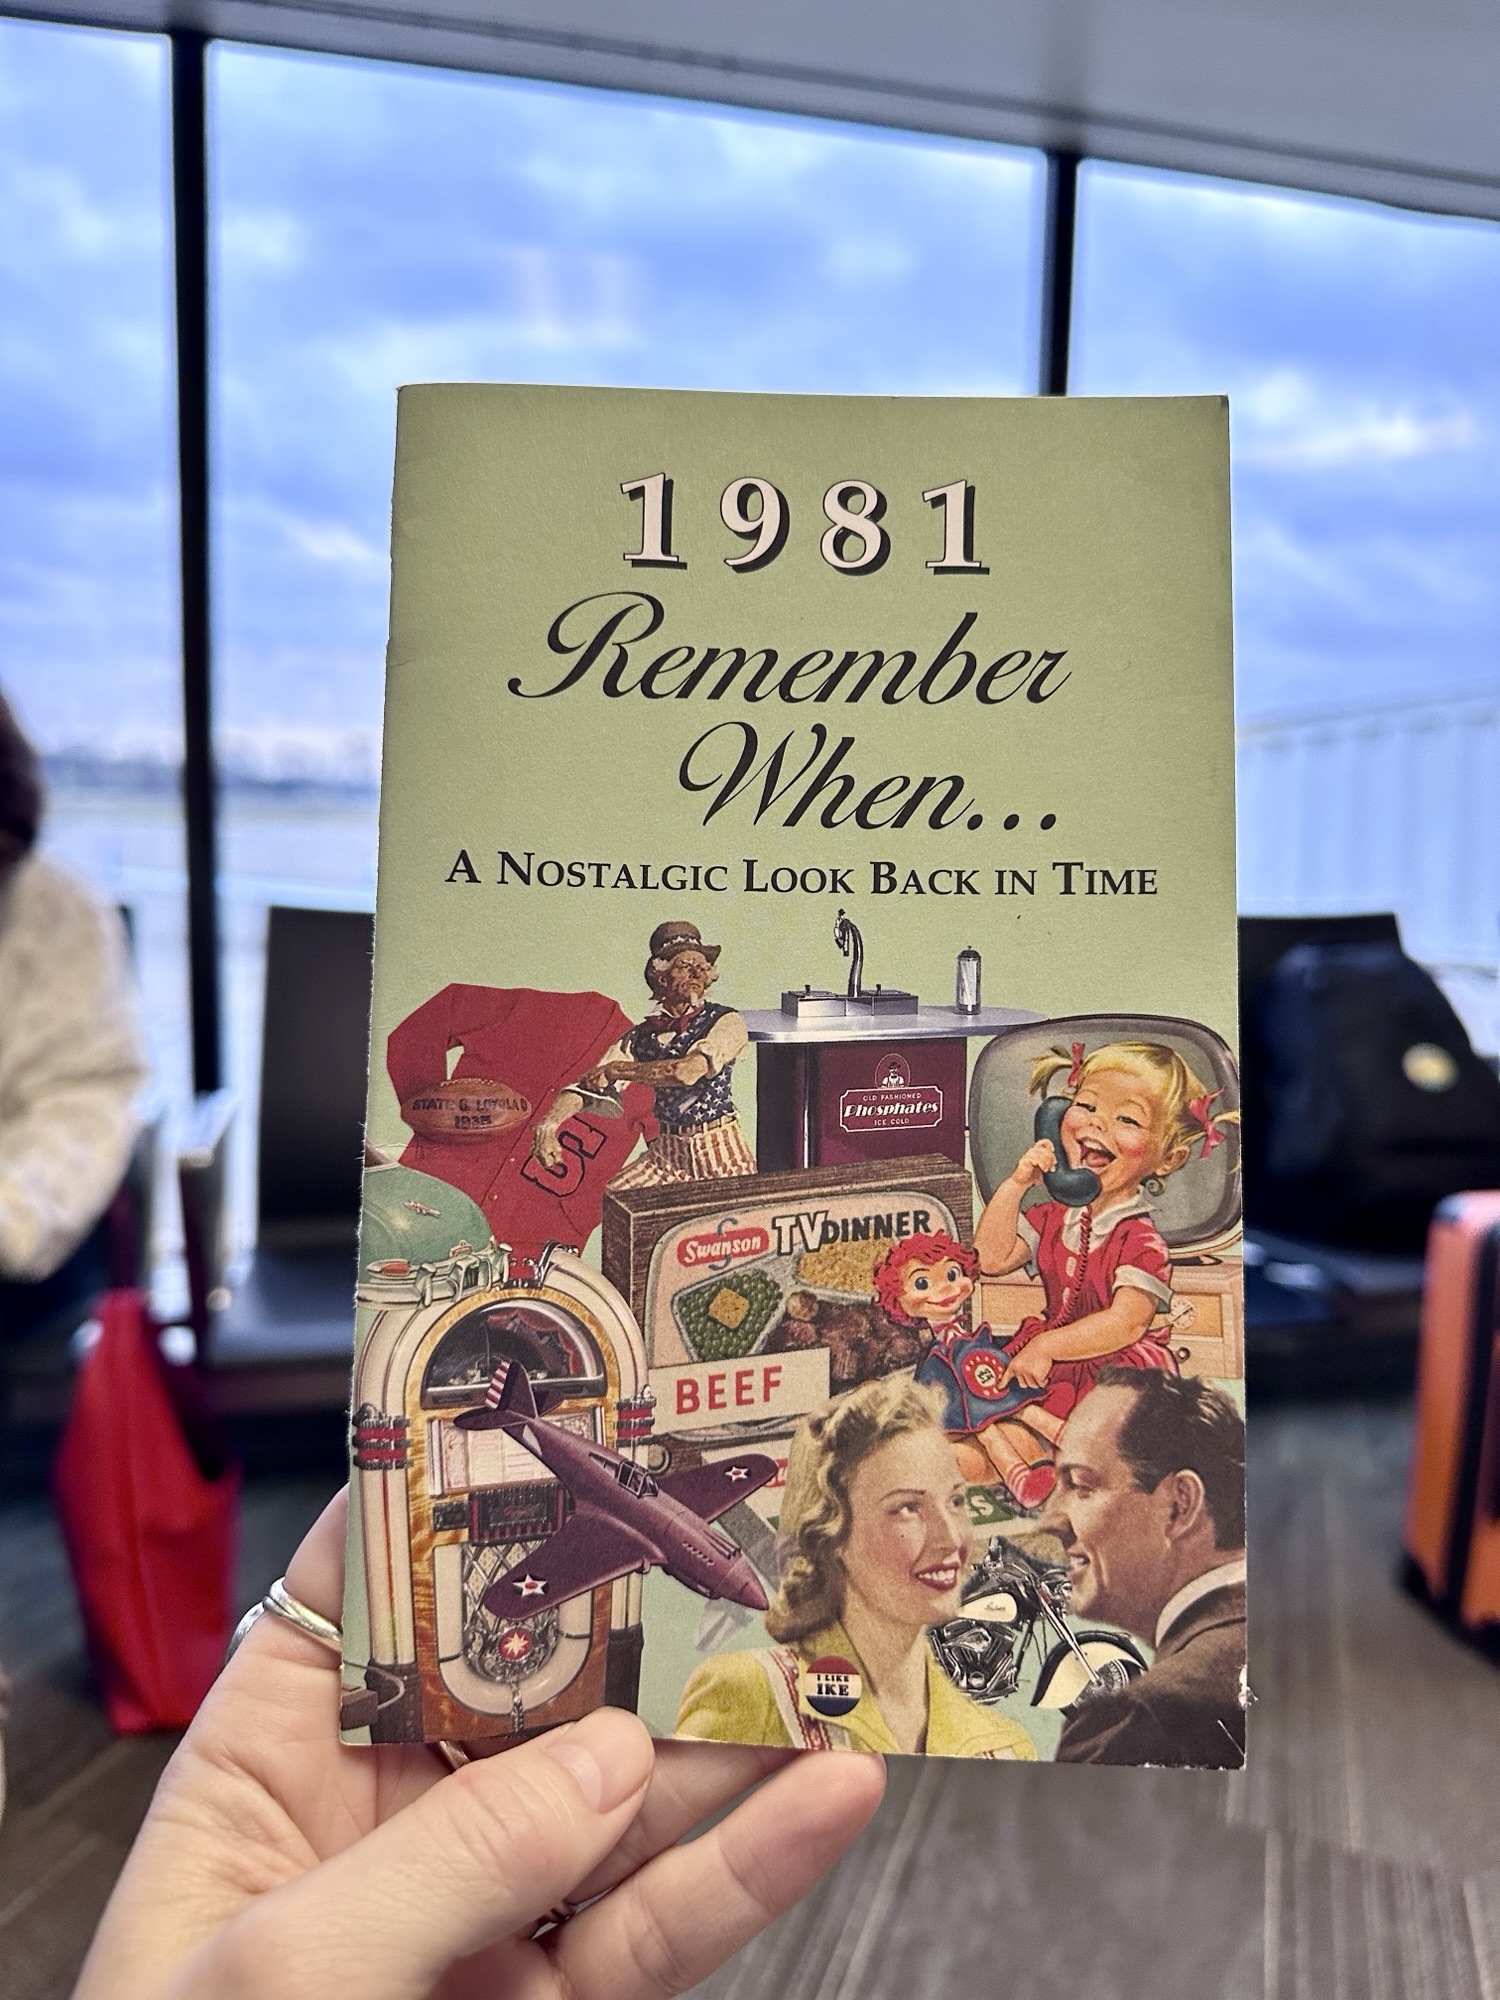 1981
Remember
When...
A NOSTALGIC LOOK BACK IN TIME
OLD FASHIONED
Phosphates
ICE COLD
STATE & LOYOLA
1935
Swanson TV DINNER
BEEF
I LIKE
IKE